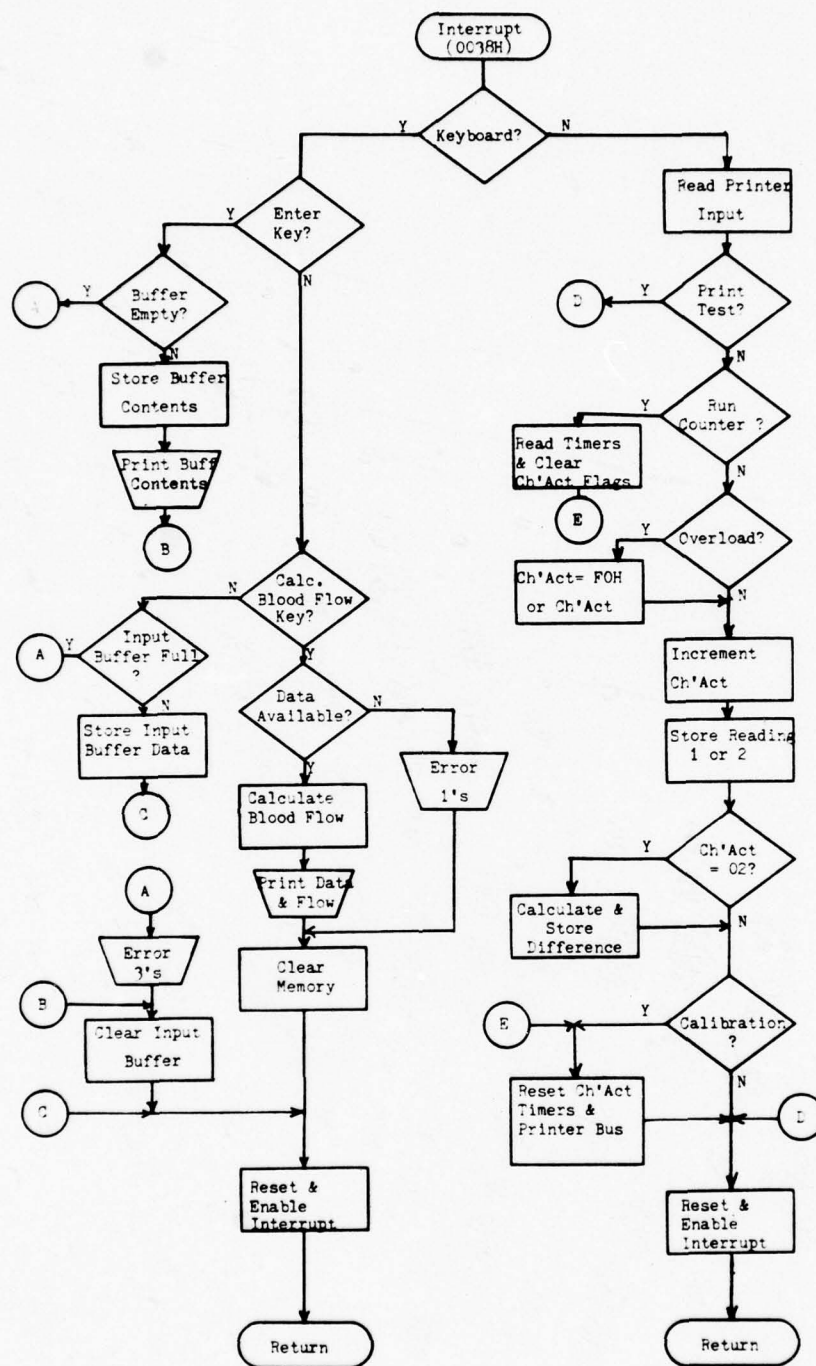 Interrupt
(0038H)
Keyboard?
Y
N
Read Printer
Input
Enter
Key?
Y
N
Buffer
Empty?
Y
N
Store Buffer
Contents
Print Buff
Contents
B
Print
Test?
Y
D
N
Run
Counter ?
Y
N
Read Timers
& Clear
Ch'Act Flags
E
Overload?
Y
N
Ch'Act= FOH
or Ch'Act
Increment
Ch'Act
Store Reading
1 or 2
Ch'Act
= 02?
Y
N
Calculate &
Store
Difference
Calc.
Blood Flow
Key?
N
Y
Input
Buffer Full
?
Y
A
N
Store Input
Buffer Data
C
Data
Available?
N
Y
Error
1's
Calculate
Blood Flow
Print Data
& Flow
Clear
Memory
A
Error
3's
B
Clear Input
Buffer
C
Calibration
?
Y
E
N
Reset Ch'Act
Timers &
Printer Bus
D
Reset &
Enable
Interrupt
Return
Reset &
Enable
Interrupt
Return